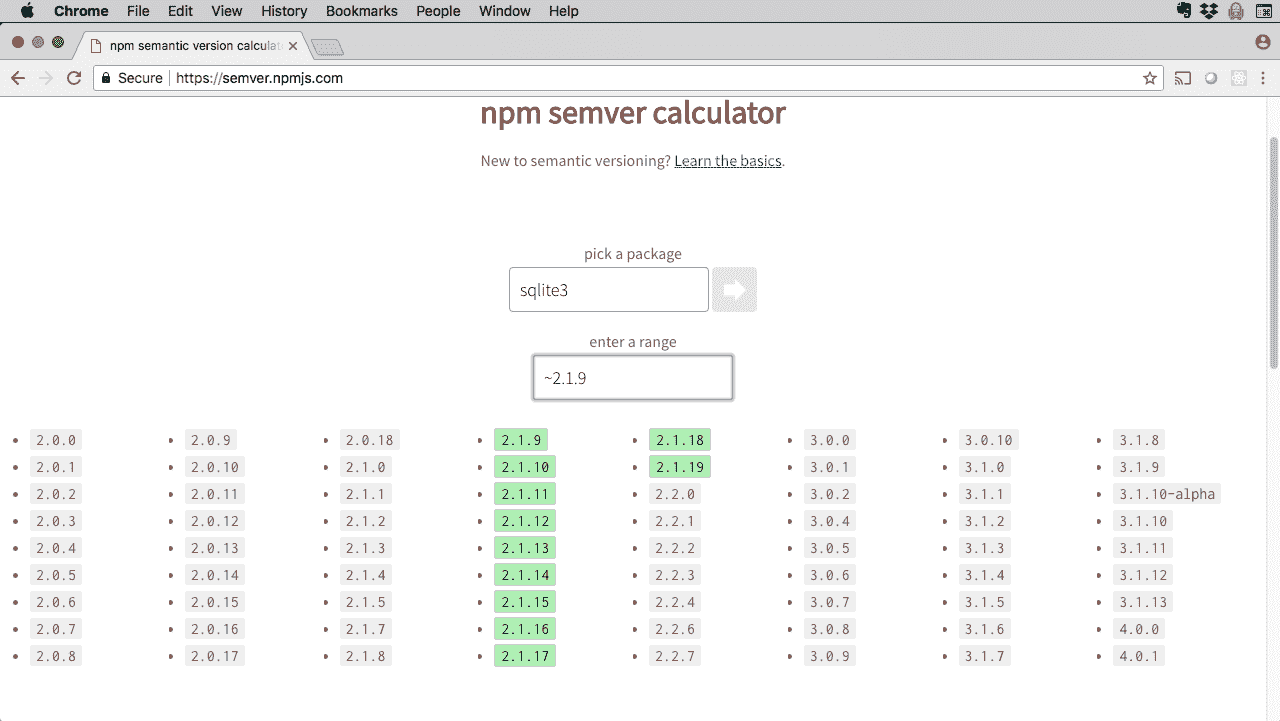 Chrome File Edit View History Bookmarks People Window Help
npm semantic version calculat
Secure https://semver.npmjs.com
npm semver calculator
New to semantic versioning? Learn the basics.
pick a package
sqlite3
enter a range
~2.1.9
2.0.0 2.0.9 2.0.18 2.1.9 2.1.18 3.0.0 3.0.10 3.1.8
2.0.1 2.0.10 2.1.0 2.1.10 2.1.19 3.0.1 3.1.0 3.1.9
2.0.2 2.0.11 2.1.1 2.1.11 2.2.0 3.0.2 3.1.1 3.1.10-alpha
2.0.3 2.0.12 2.1.2 2.1.12 2.2.1 3.0.4 3.1.2 3.1.10
2.0.4 2.0.13 2.1.3 2.1.13 2.2.2 3.0.5 3.1.3 3.1.11
2.0.5 2.0.14 2.1.4 2.1.14 2.2.3 3.0.6 3.1.4 3.1.12
2.0.6 2.0.15 2.1.5 2.1.15 2.2.4 3.0.7 3.1.5 3.1.13
2.0.7 2.0.16 2.1.7 2.1.16 2.2.6 3.0.8 3.1.6 4.0.0
2.0.8 2.0.17 2.1.8 2.1.17 2.2.7 3.0.9 3.1.7 4.0.1